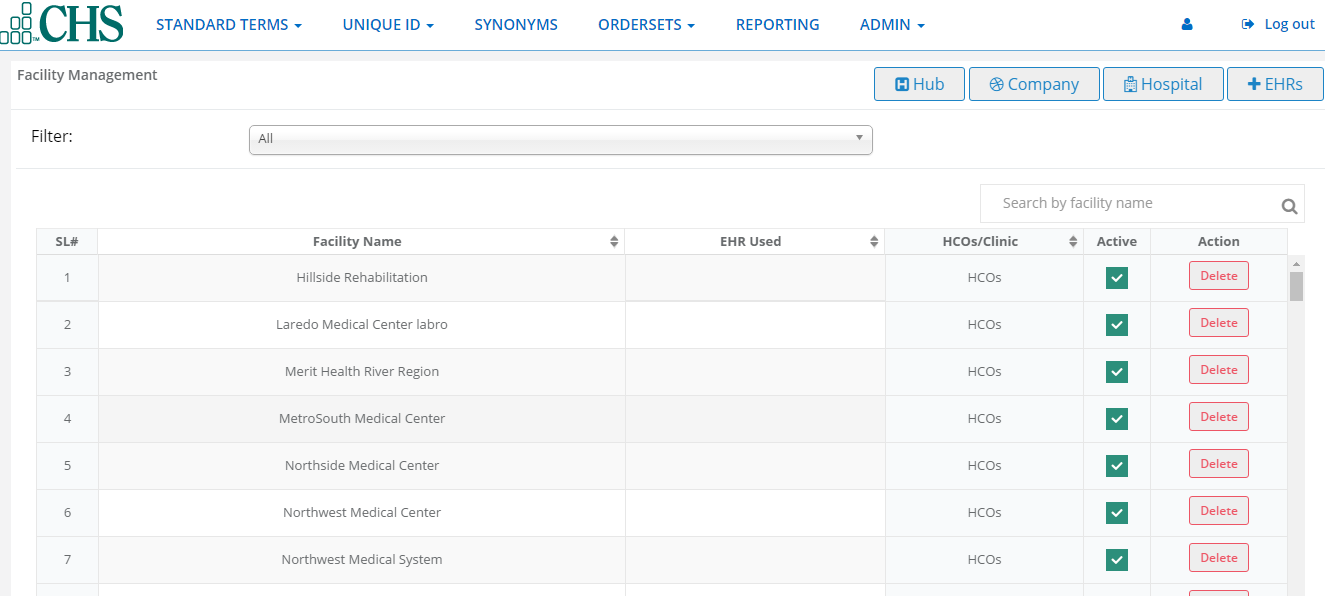 CHS STANDARD TERMS UNIQUE ID SYNONYMS ORDERSETS REPORTING ADMIN Log out
TM
Facility Management Hub Company Hospital EHRs
Filter: All
Search by facility name
SL# Facility Name EHR Used HCOs/Clinic Active Action
1 Hillside Rehabilitation HCOs Delete
2 Laredo Medical Center labro HCOs Delete
3 Merit Health River Region HCOs Delete
4 MetroSouth Medical Center HCOs Delete
5 Northside Medical Center HCOs Delete
6 Northwest Medical Center HCOs Delete
7 Northwest Medical System HCOs Delete